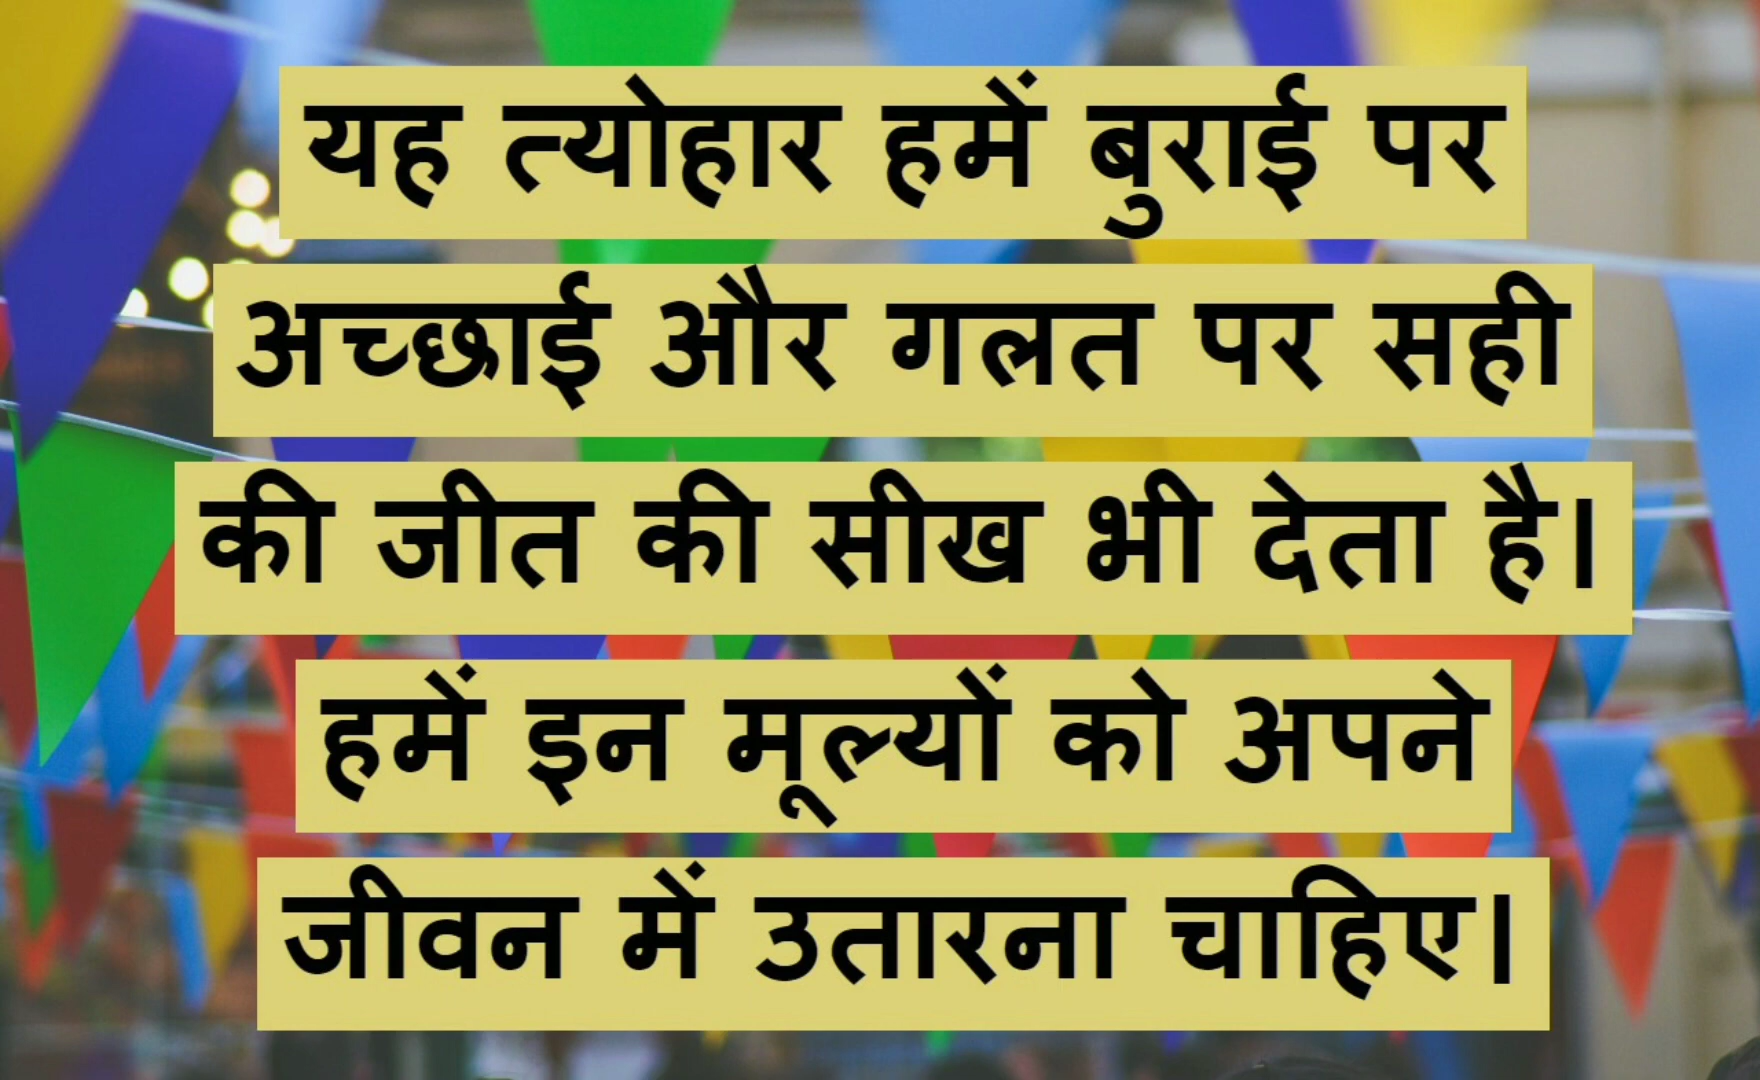 यह त्योहार हमें बुराई पर
अच्छाई और गलत पर सही
की जीत की सीख भी देता है।
हमें इन मूल्यों को अपने
जीवन में उतारना चाहिए।